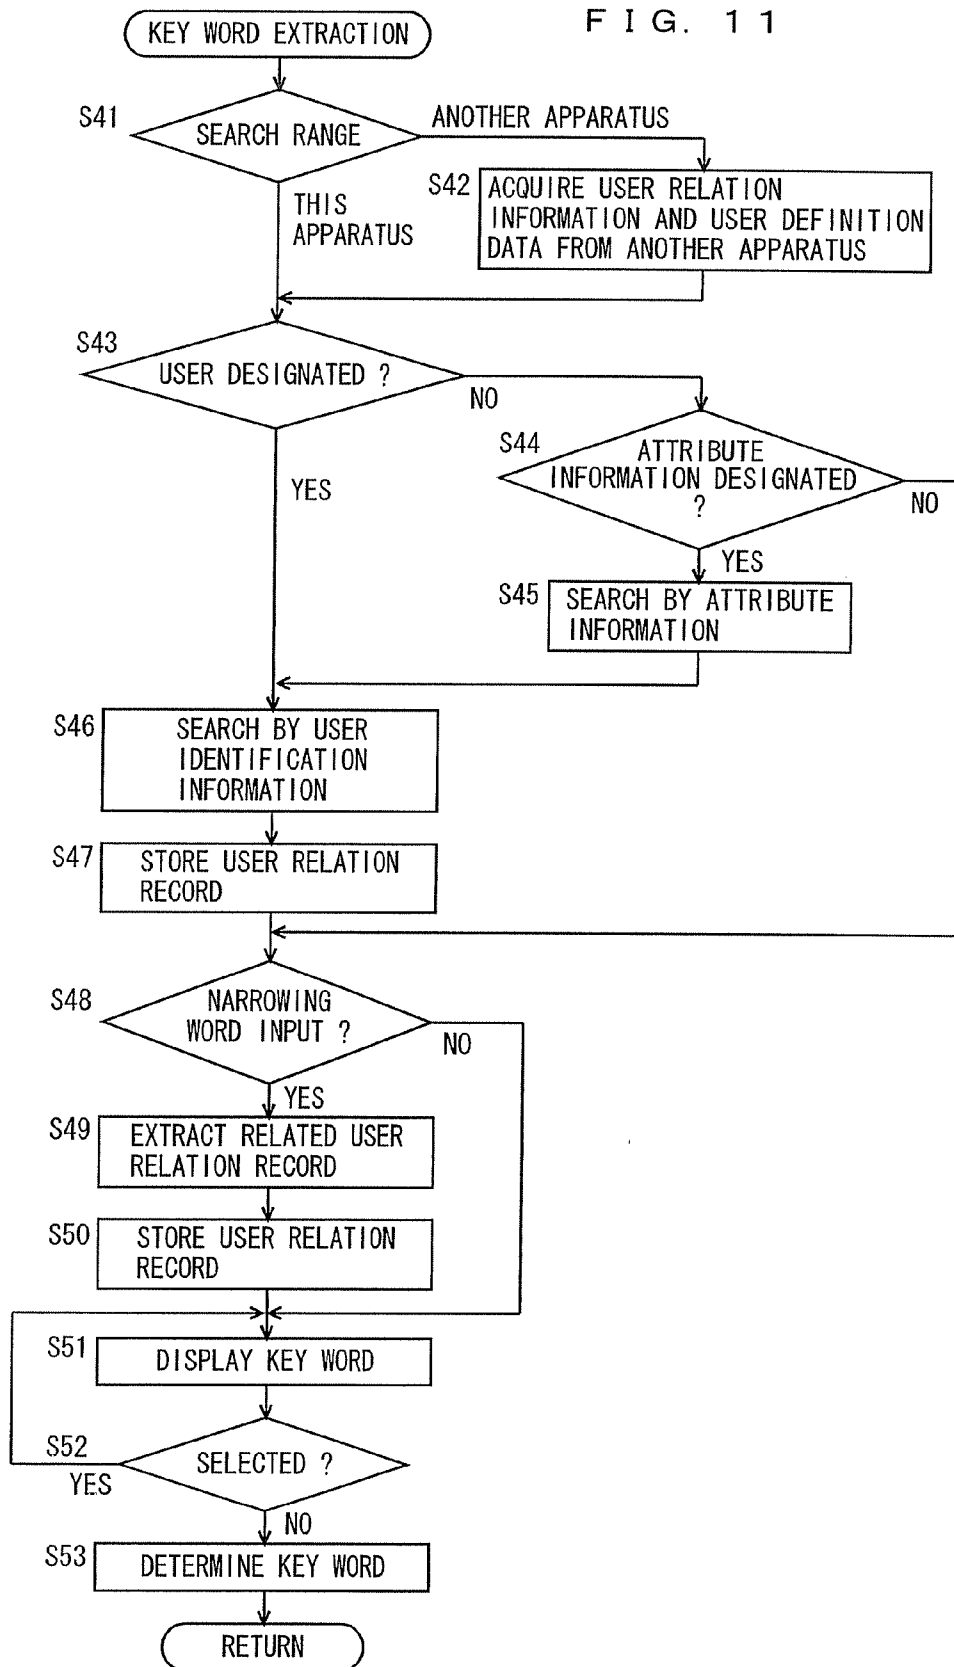 FIG. 11
KEY WORD EXTRACTION
S41
SEARCH RANGE
ANOTHER APPARATUS
THIS
APPARATUS
S42
ACQUIRE USER RELATION
INFORMATION AND USER DEFINITION
DATA FROM ANOTHER APPARATUS
S43
USER DESIGNATED ?
NO
YES
S44
ATTRIBUTE
INFORMATION DESIGNATED
?
NO
YES
S45
SEARCH BY ATTRIBUTE
INFORMATION
S46
SEARCH BY USER
IDENTIFICATION
INFORMATION
S47
STORE USER RELATION
RECORD
S48
NARROWING
WORD INPUT ?
NO
YES
S49
EXTRACT RELATED USER
RELATION RECORD
S50
STORE USER RELATION
RECORD
S51
DISPLAY KEY WORD
S52
SELECTED ?
YES
NO
S53
DETERMINE KEY WORD
RETURN